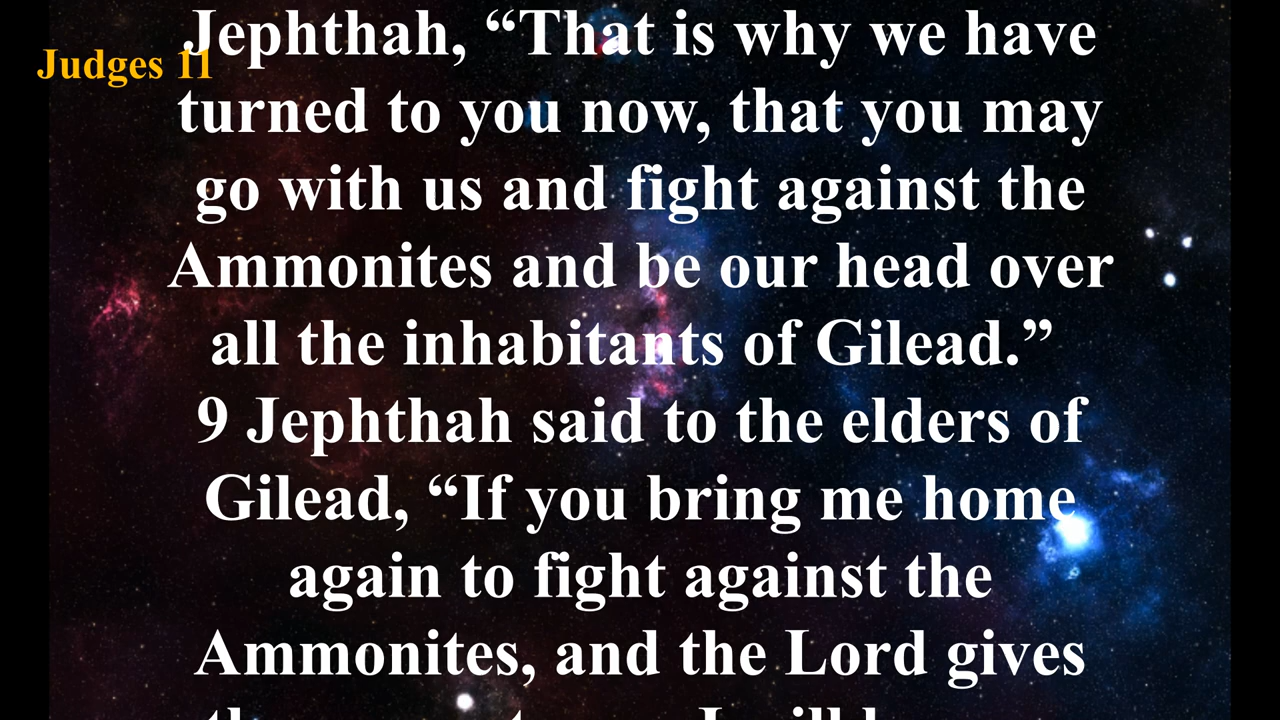 Judges 11
Jephthah, “That is why we have
turned to you now, that you may
go with us and fight against the
Ammonites and be our head over
all the inhabitants of Gilead.”
9 Jephthah said to the elders of
Gilead, “If you bring me home
again to fight against the
Ammonites, and the Lord gives